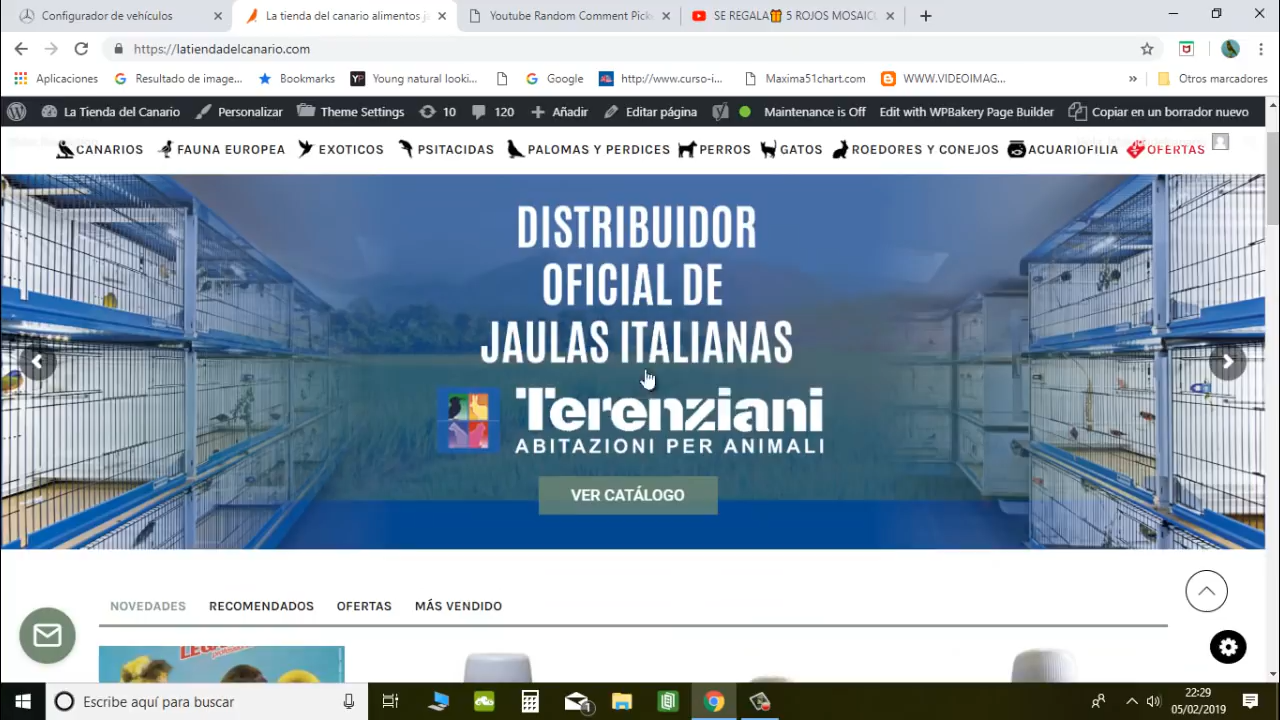 Configurador de vehículos
La tienda del canario alimentos j
Youtube Random Comment Pick
SE REGALA🎁 5 ROJOS MOSAIC
https://latiendadelcanario.com
Aplicaciones
Resultado de image...
Bookmarks
Young natural looki...
Google
http://www.curso-i...
Maxima51chart.com
WWW.VIDEOIMAG...
»
Otros marcadores
La Tienda del Canario
Personalizar
Theme Settings
10
120
Añadir
Editar página
Maintenance is Off
Edit with WPBakery Page Builder
Copiar en un borrador nuevo
CANARIOS
FAUNA EUROPEA
EXOTICOS
PSITACIDAS
PALOMAS Y PERDICES
PERROS
GATOS
ROEDORES Y CONEJOS
ACUARIOFILIA
OFERTAS
DISTRIBUIDOR
OFICIAL DE
JAULAS ITALIANAS
Terenziani
ABITAZIONI PER ANIMALI
VER CATÁLOGO
NOVEDADES
RECOMENDADOS
OFERTAS
MÁS VENDIDO
Escribe aquí para buscar
1
22:29
05/02/2019